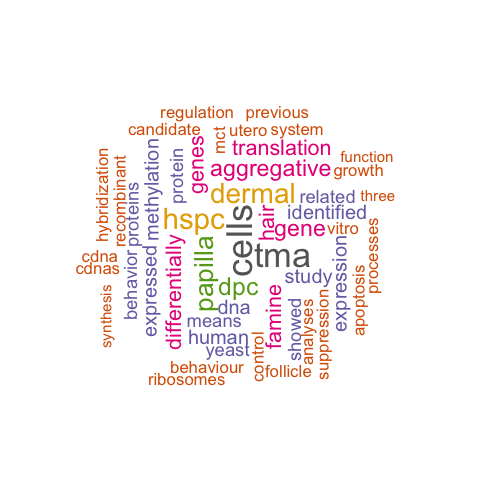 regulation previous
candidate mct utero system
hybridization recombinant proteins methylation protein genes translation
aggregative function
growth
dermal related three
hspc cells hair identified
gene vitro
cdna
cdnas
tma
synthesis behavior expressed differentially papilla
dpc study expression processes
dna
means famine showed analyses suppression apoptosis
human
yeast control
behaviour follicle
ribosomes